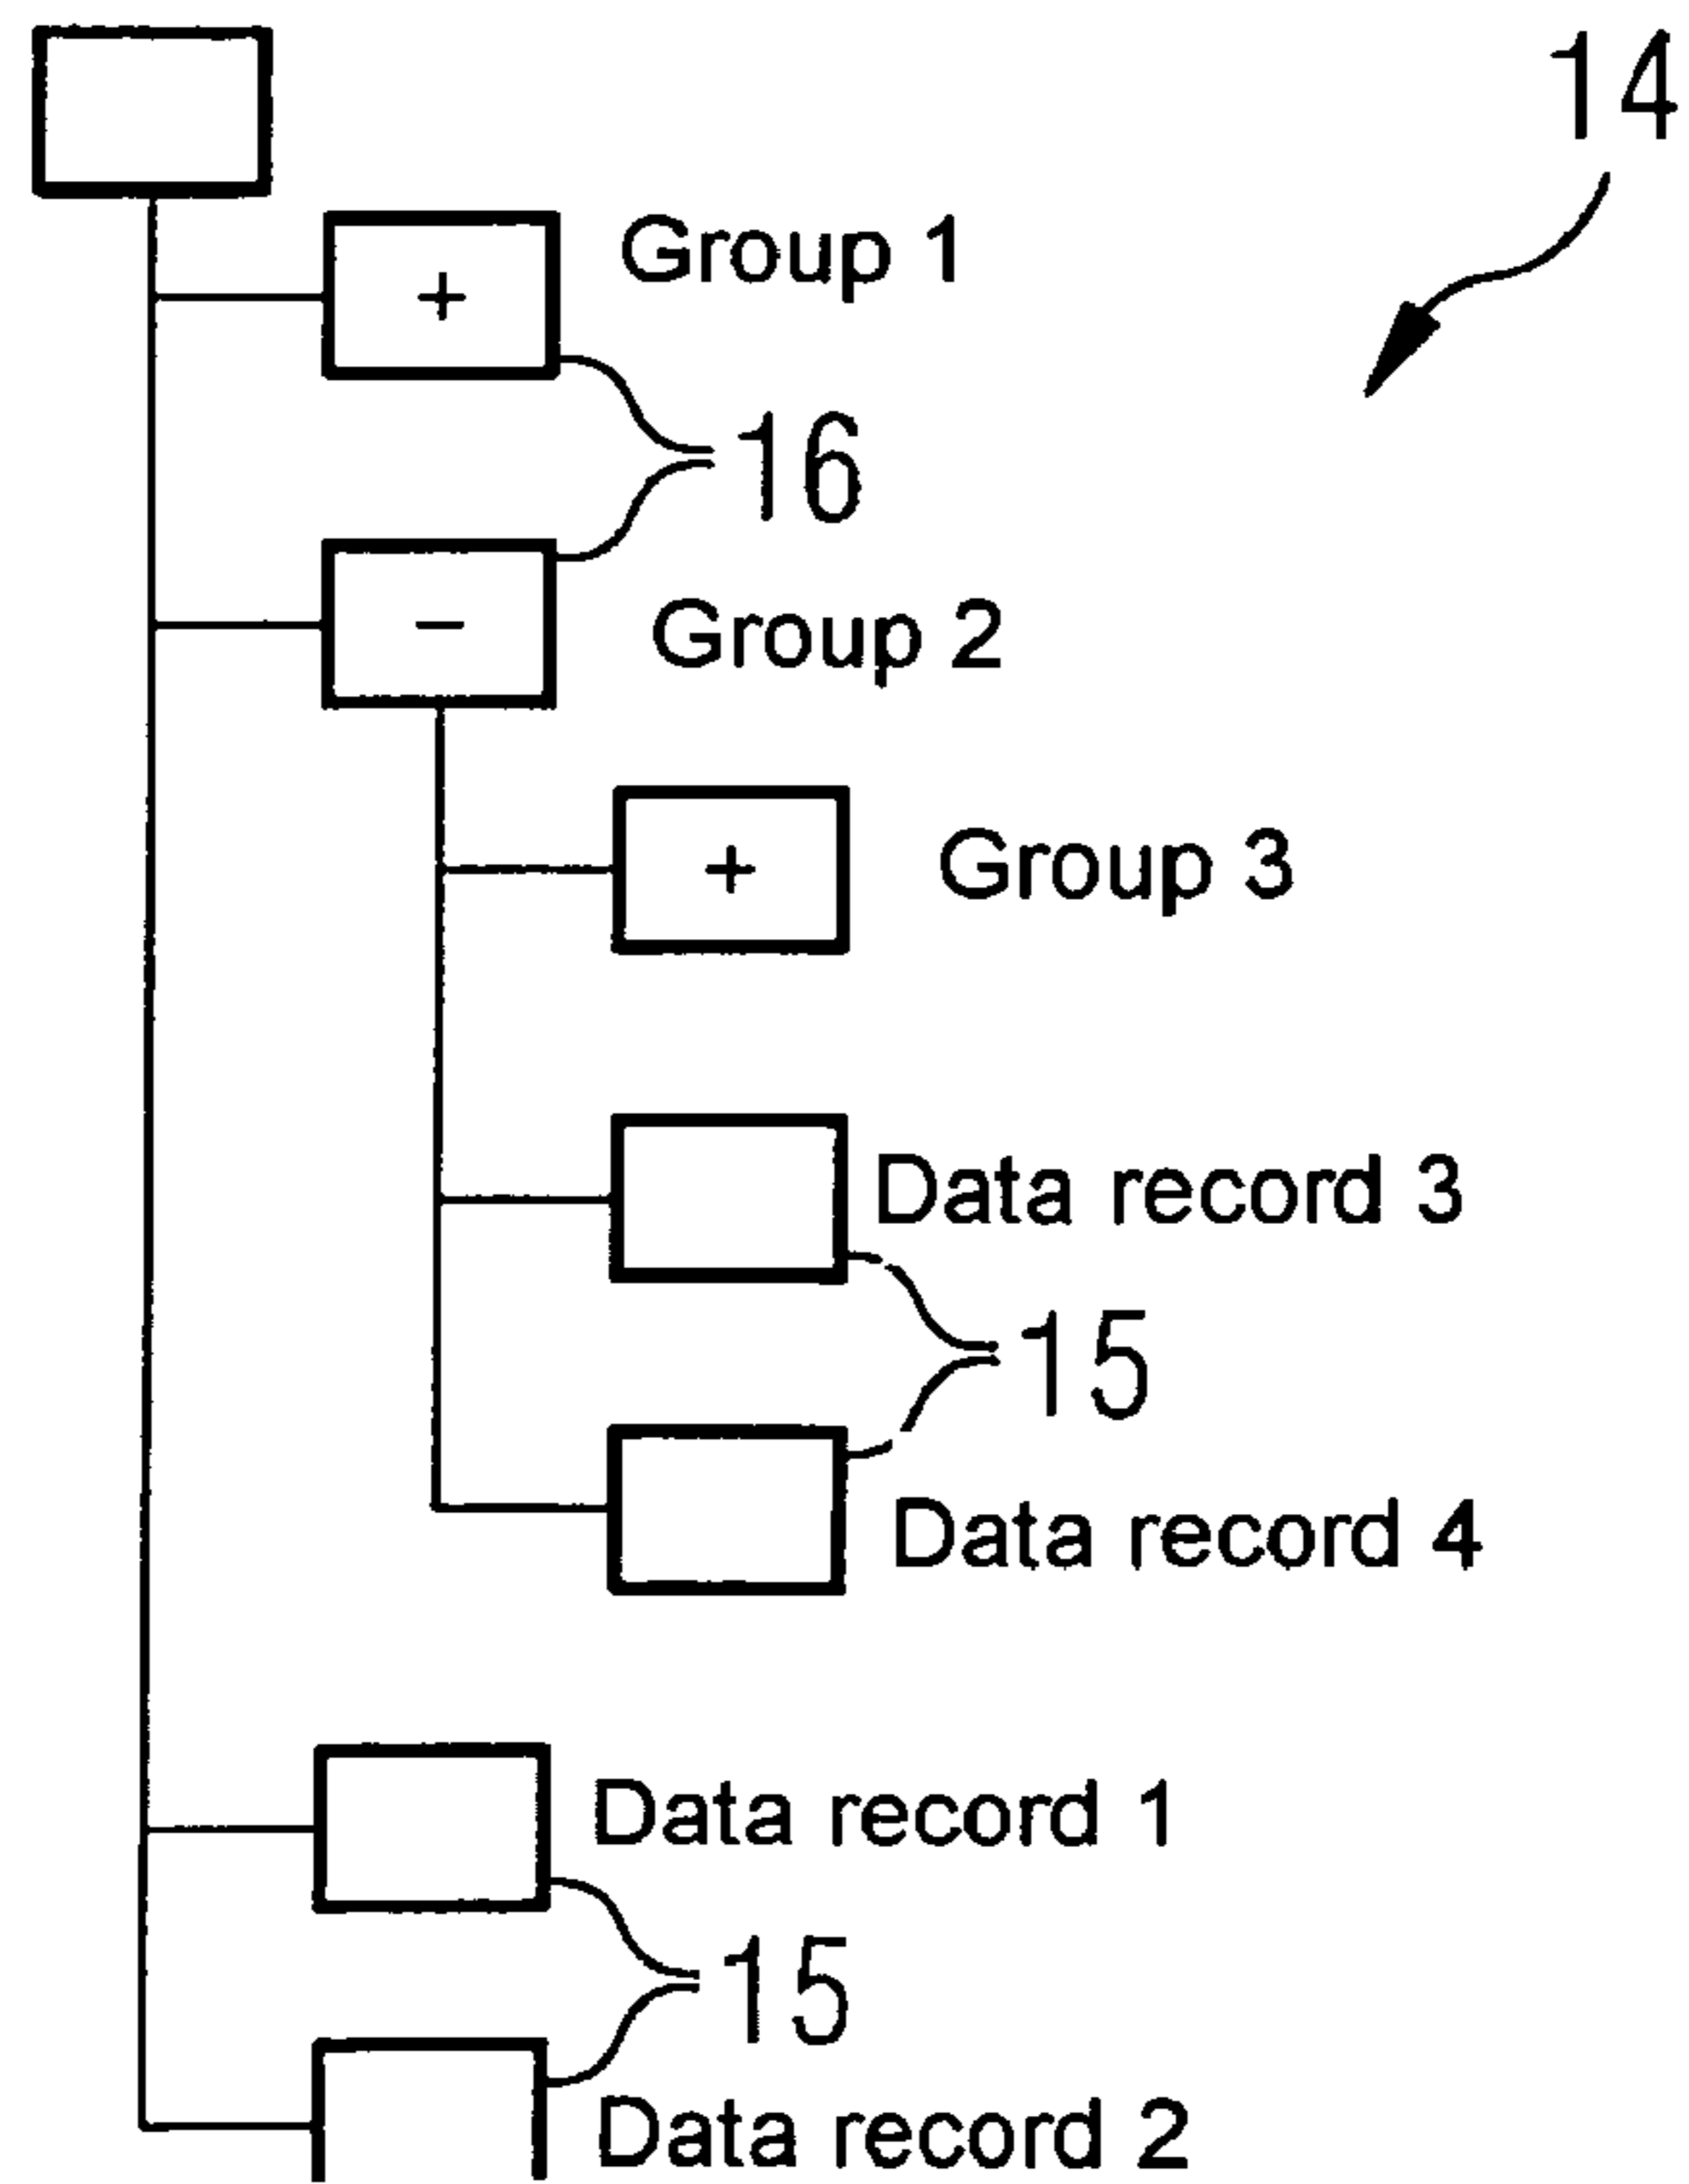 14
Group 1
+
16
−
Group 2
+
Group 3
Data record 3
15
Data record 4
Data record 1
15
Data record 2